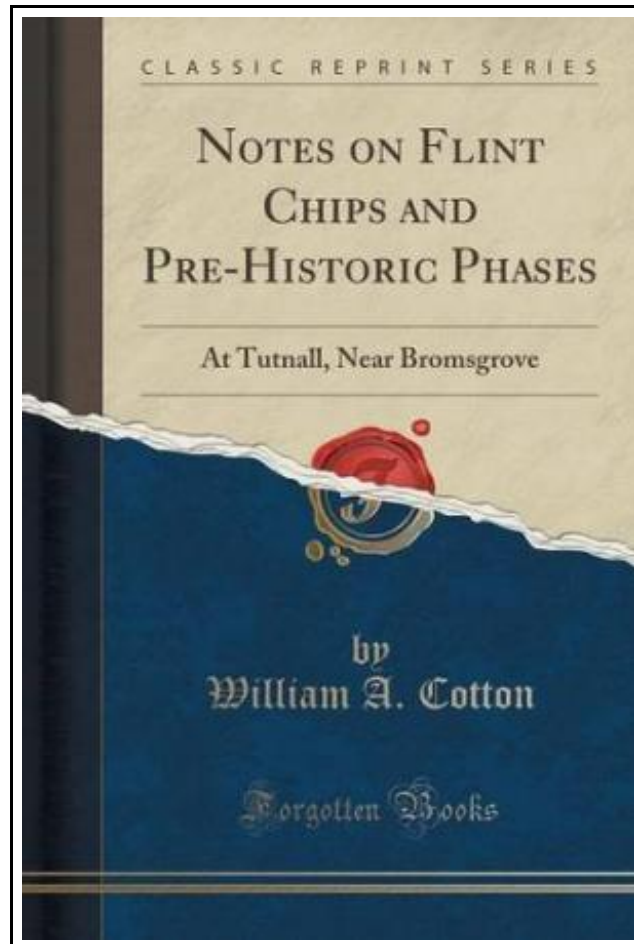 CLASSIC REPRINT SERIES
NOTES ON FLINT
CHIPS AND
PRE-HISTORIC PHASES
At Tutnall, Near Bromsgrove
F
by
William A. Cotton
Forgotten Books